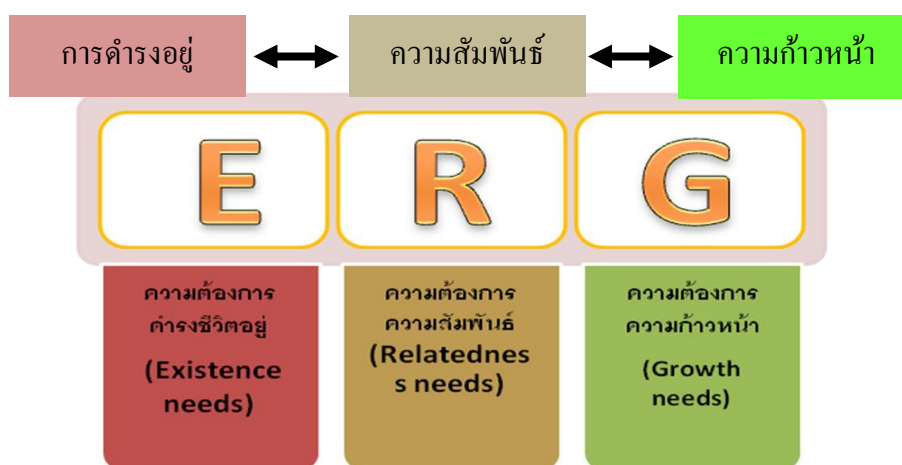 การดำรงอยู่
ความสัมพันธ์
ความก้าวหน้า
E
R
G
ความต้องการ
ดำรงชีวิตอยู่
(Existence
needs)
ความต้องการ
ความสัมพันธ์
(Relatednes
s needs)
ความต้องการ
ความก้าวหน้า
(Growth
needs)